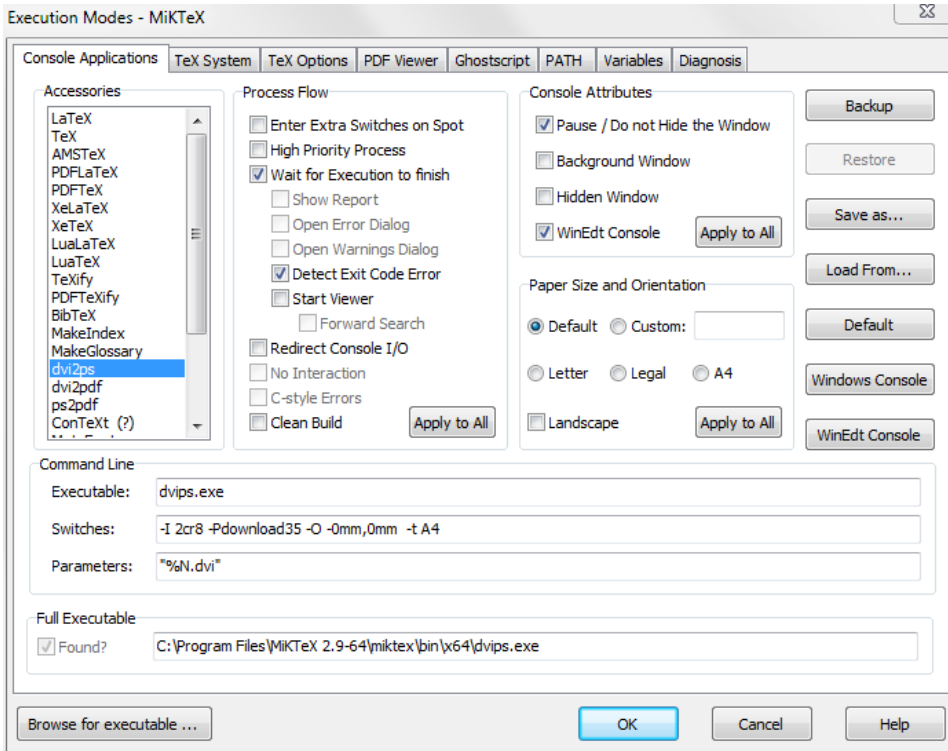 Execution Modes - MiKTeX
Console Applications TeX System TeX Options PDF Viewer Ghostscript PATH Variables Diagnosis
Accessories
LaTeX
TeX
AMSTeX
PDFLaTeX
PDFTeX
XeLaTeX
XeTeX
LuaLaTeX
LuaTeX
TeXify
PDFTeXify
BibTeX
MakeIndex
MakeGlossary
dvi2ps
dvi2pdf
ps2pdf
ConTeXt (?)
Process Flow
Enter Extra Switches on Spot
High Priority Process
Wait for Execution to finish
Show Report
Open Error Dialog
Open Warnings Dialog
Detect Exit Code Error
Start Viewer
Forward Search
Redirect Console I/O
No Interaction
C-style Errors
Clean Build Apply to All
Console Attributes
Pause / Do not Hide the Window
Background Window
Hidden Window
WinEdt Console Apply to All
Paper Size and Orientation
Default Custom:
Letter Legal A4
Landscape Apply to All
Backup
Restore
Save as...
Load From...
Default
Windows Console
WinEdt Console
Command Line
Executable: dvips.exe
Switches: -I 2cr8 -Pdownload35 -O -0mm,0mm -t A4
Parameters: "%N.dvi"
Full Executable
Found? C:\Program Files\MiKTeX 2.9-64\miktex\bin\x64\dvips.exe
Browse for executable ... OK Cancel Help